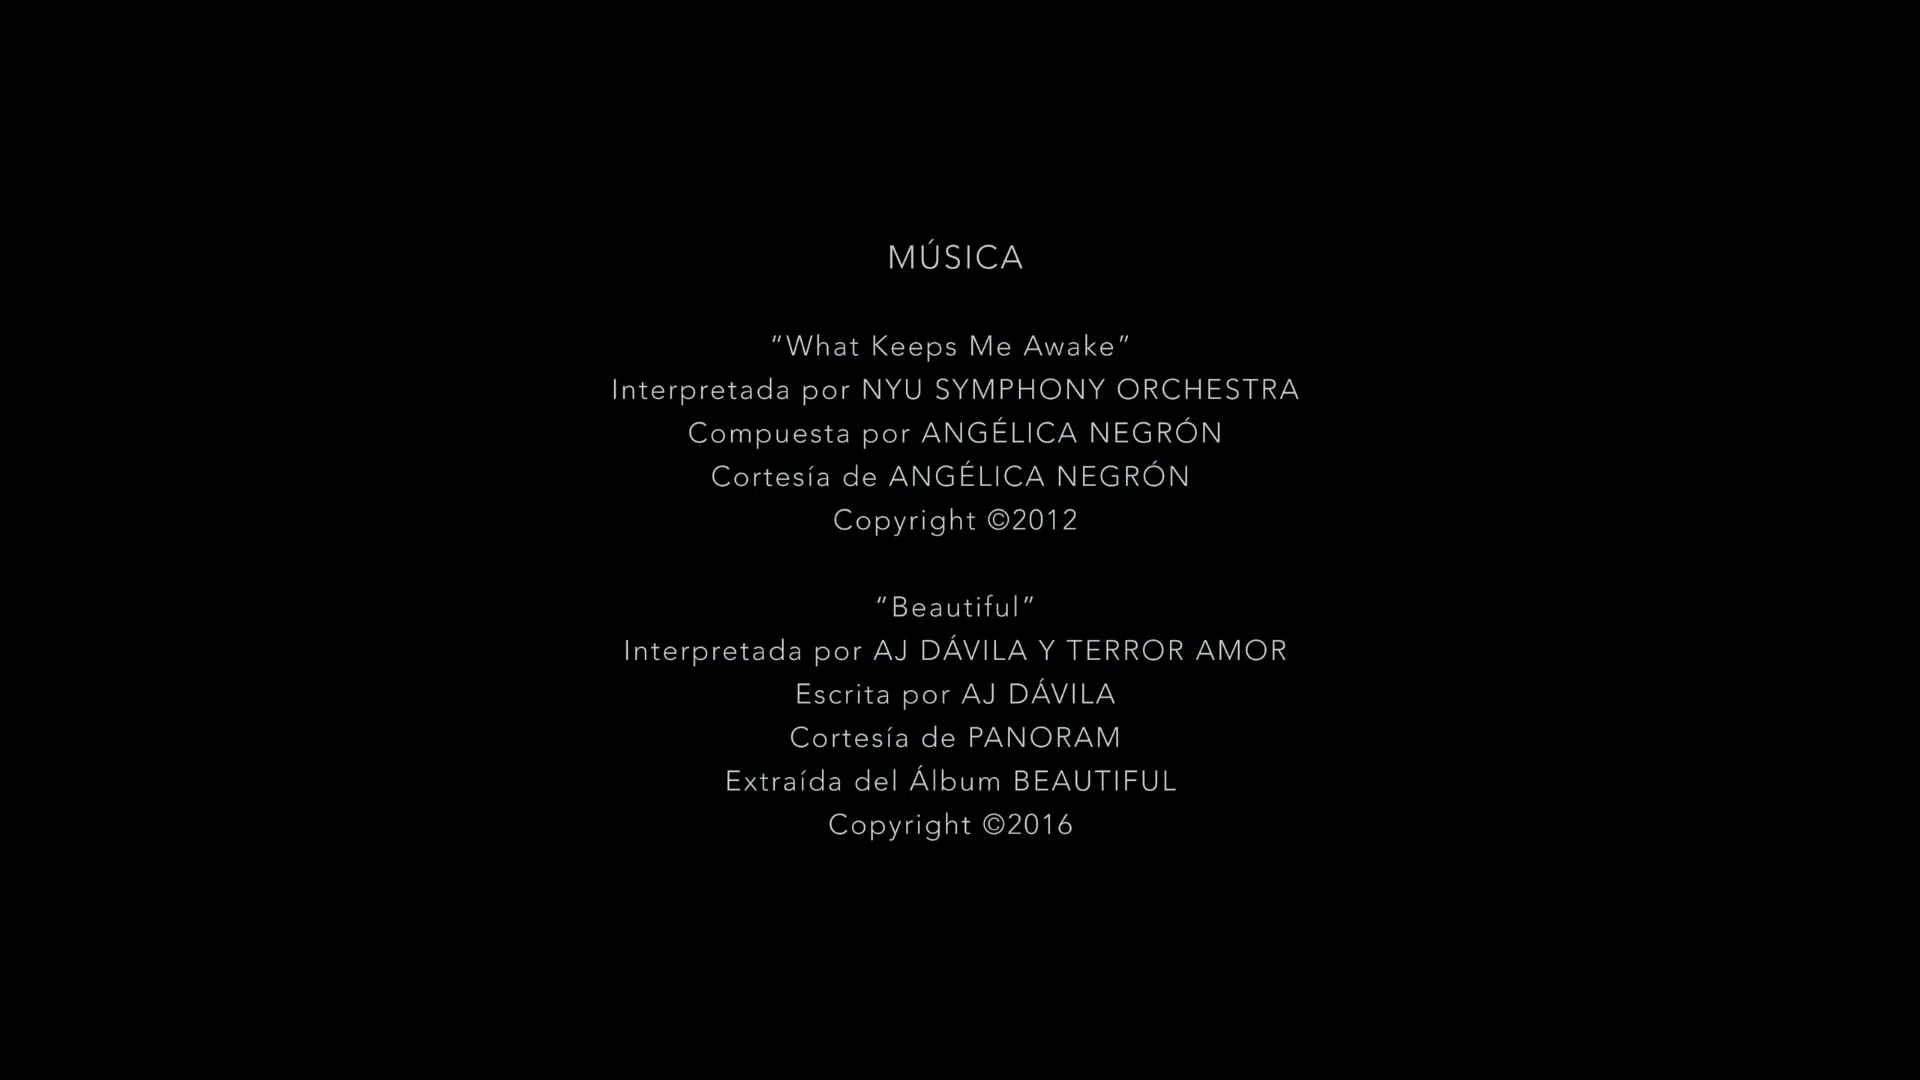 MÚSICA
“What Keeps Me Awake”
Interpretada por NYU SYMPHONY ORCHESTRA
Compuesta por ANGÉLICA NEGRÓN
Cortesía de ANGÉLICA NEGRÓN
Copyright ©2012
“Beautiful”
Interpretada por AJ DÁVILA Y TERROR AMOR
Escrita por AJ DÁVILA
Cortesía de PANORAM
Extraída del Álbum BEAUTIFUL
Copyright ©2016